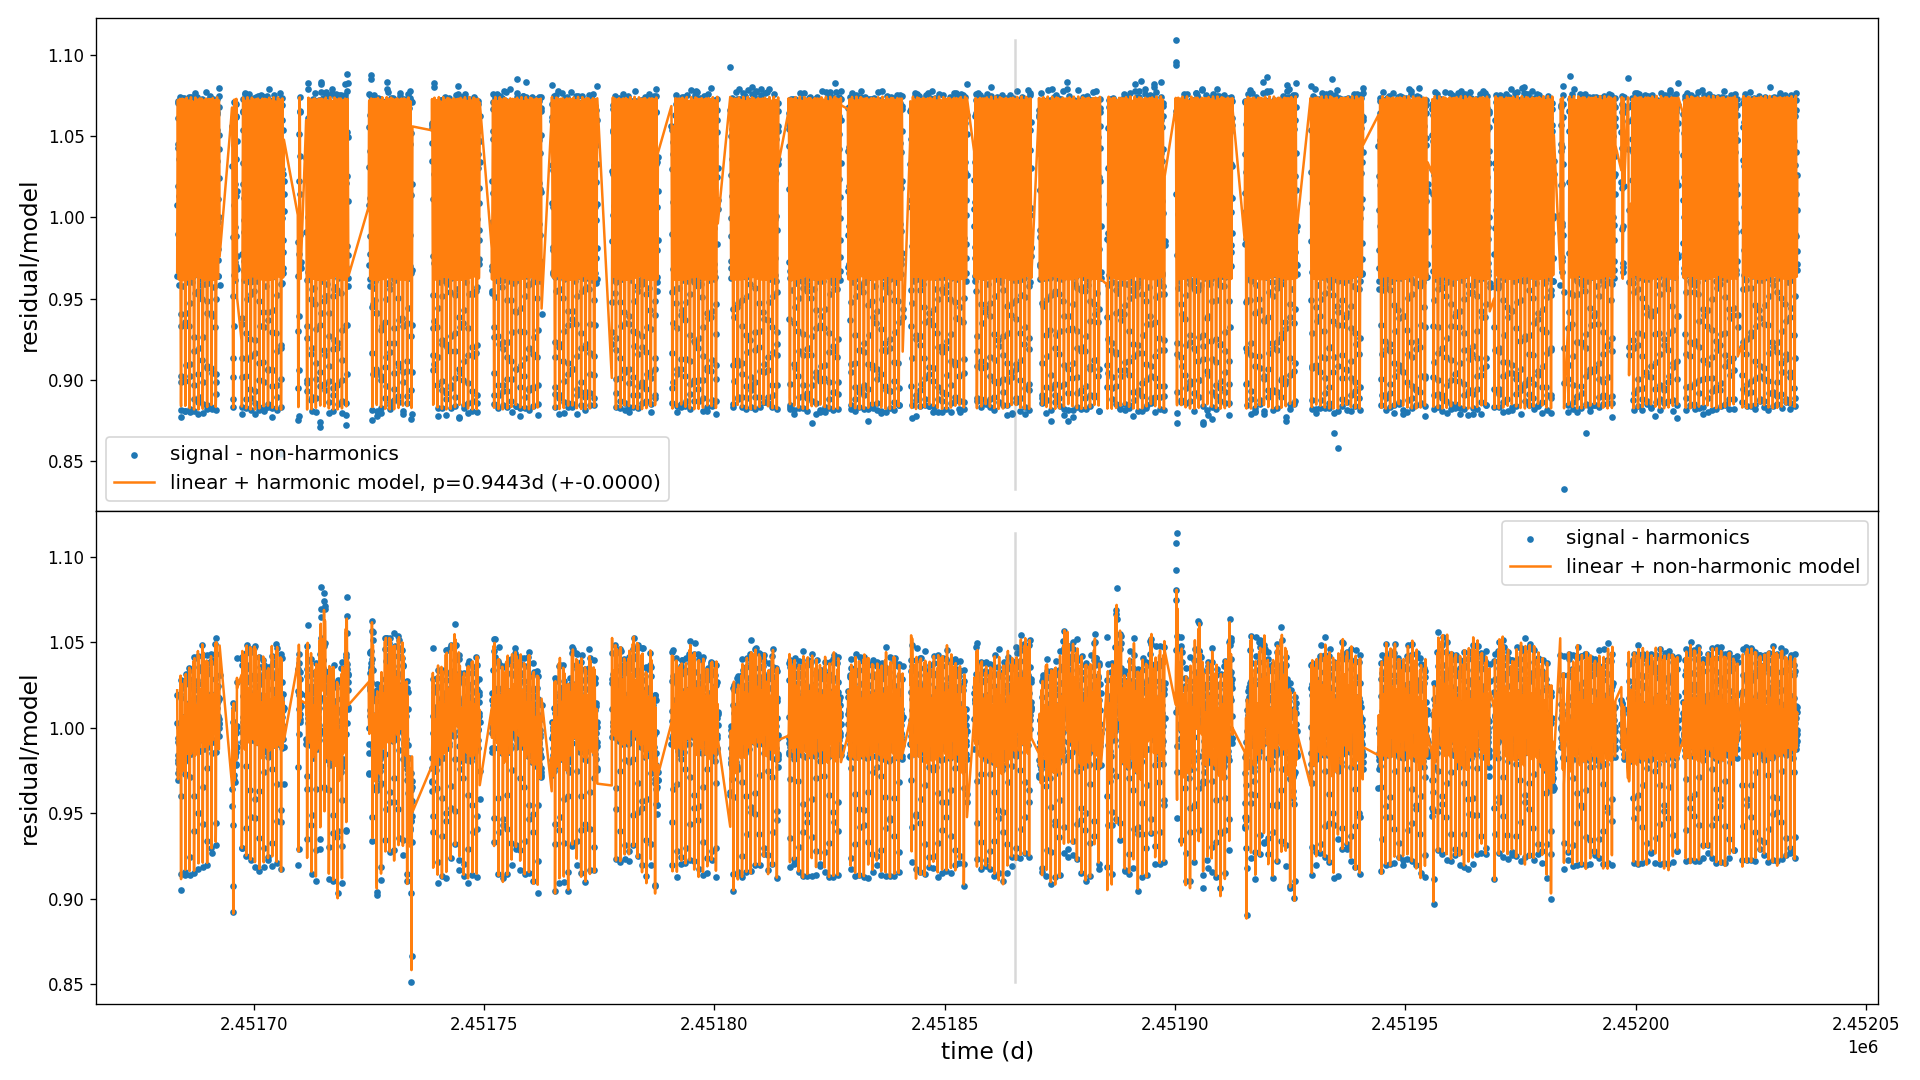 residual/model
1.10
1.05
1.00
0.95
0.90
0.85
signal - non-harmonics
linear + harmonic model, p=0.9443d (+-0.0000)
residual/model
1.10
1.05
1.00
0.95
0.90
0.85
signal - harmonics
linear + non-harmonic model
2.45170
2.45175
2.45180
2.45185
2.45190
2.45195
2.45200
2.45205
time (d)
1e6